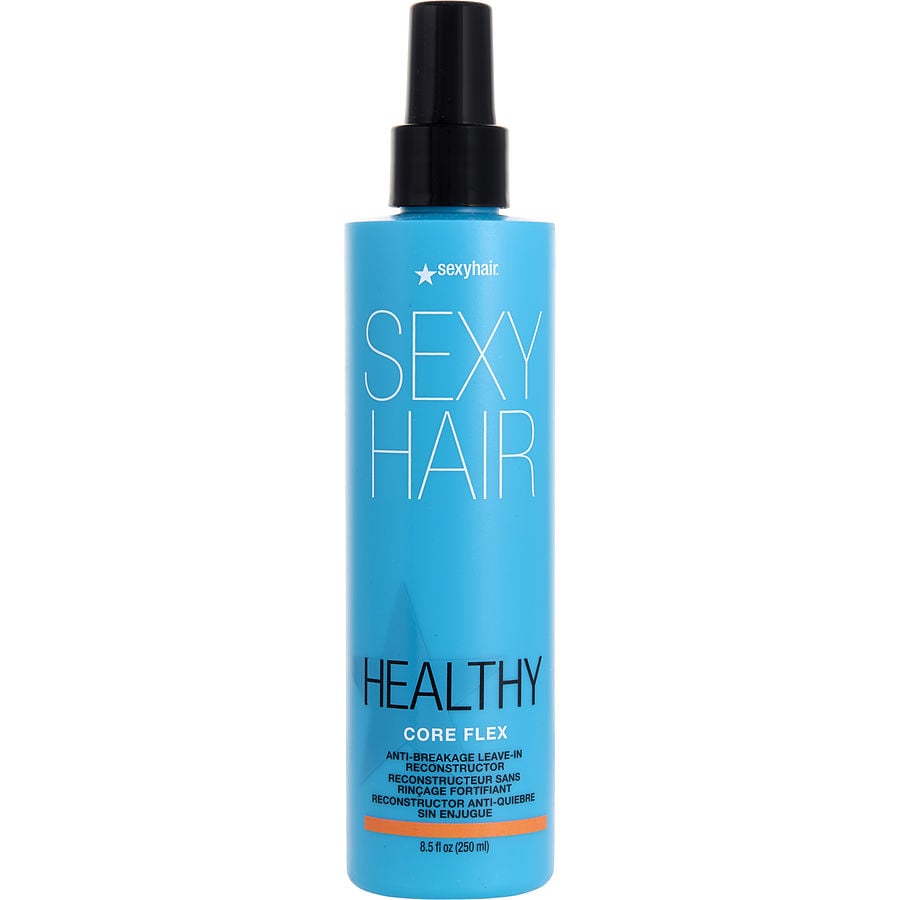 sexyhair.
SEXY
HAIR
HEALTHY
CORE FLEX
ANTI-BREAKAGE LEAVE-IN
RECONSTRUCTOR
RECONSTRUCTEUR SANS
RINÇAGE FORTIFIANT
RECONSTRUCTOR ANTI-QUIEBRE
SIN ENJUGUE
8.5 fl oz (250 ml)